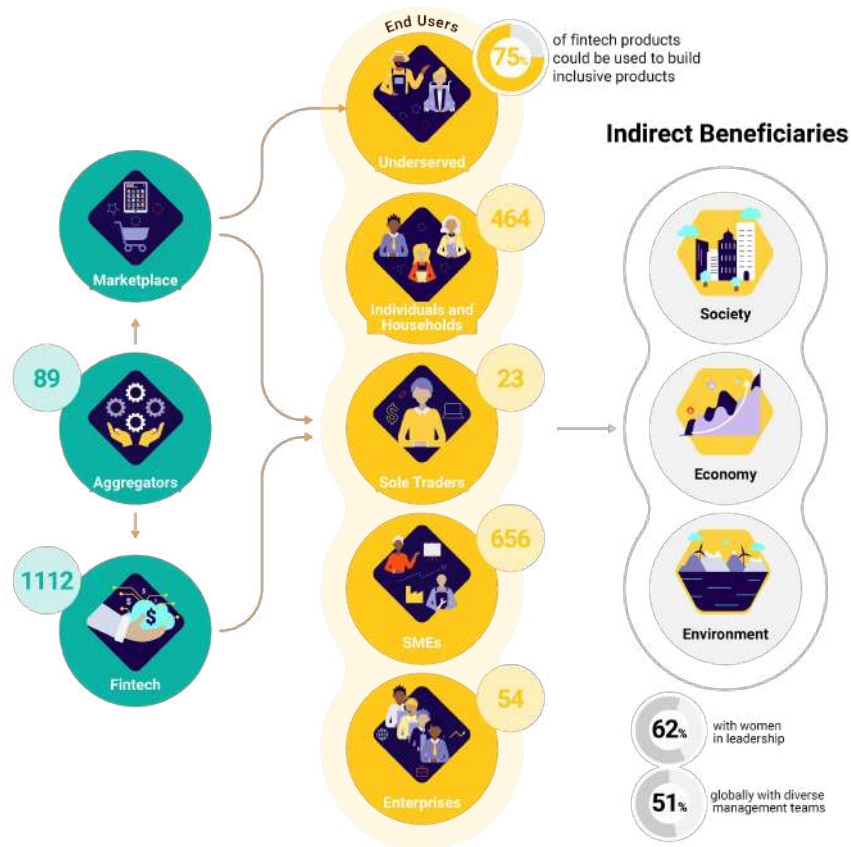 End Users
75%
of fintech products
could be used to build
inclusive products
Underserved
Indirect Beneficiaries
Marketplace
464
Individuals and
Households
Society
89
Aggregators
23
$
Sole Traders
Economy
1112
$
$
$
Fintech
656
SMEs
Environment
54
Enterprises
62%
with women
in leadership
51%
globally with diverse
management teams